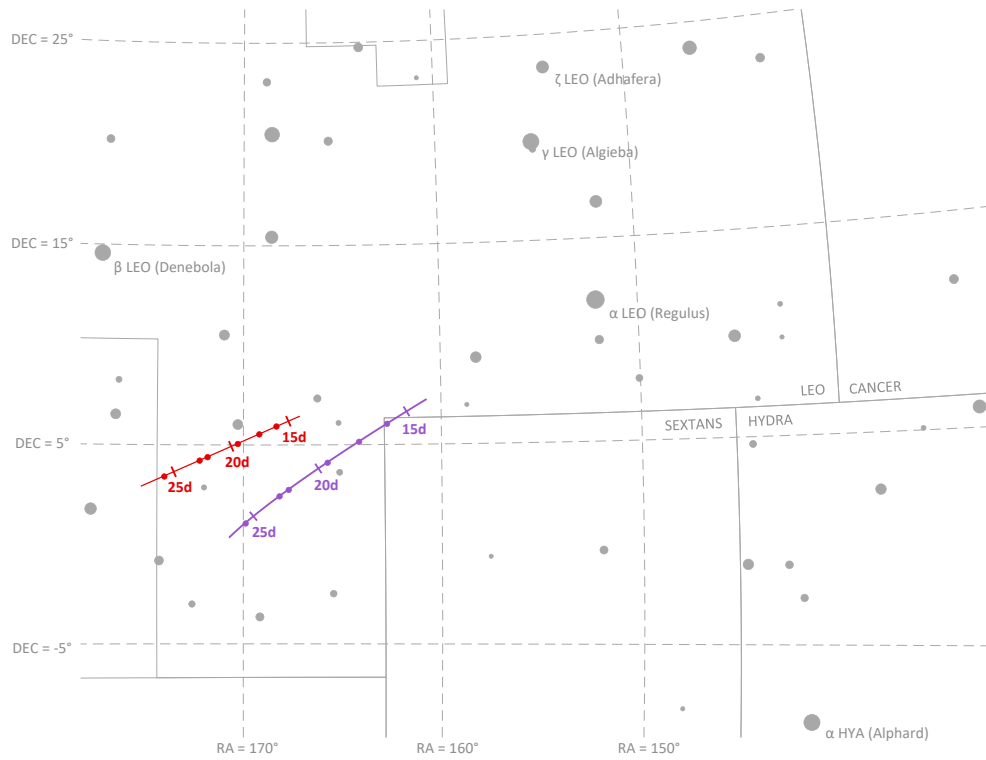 DEC = 25°
ζ LEO (Adhafera)
γ LEO (Algieba)
DEC = 15°
β LEO (Denebola)
α LEO (Regulus)
LEO
CANCER
SEXTANS
HYDRA
15d
15d
DEC = 5°
20d
20d
25d
25d
DEC = -5°
α HYA (Alphard)
RA = 170°
RA = 160°
RA = 150°